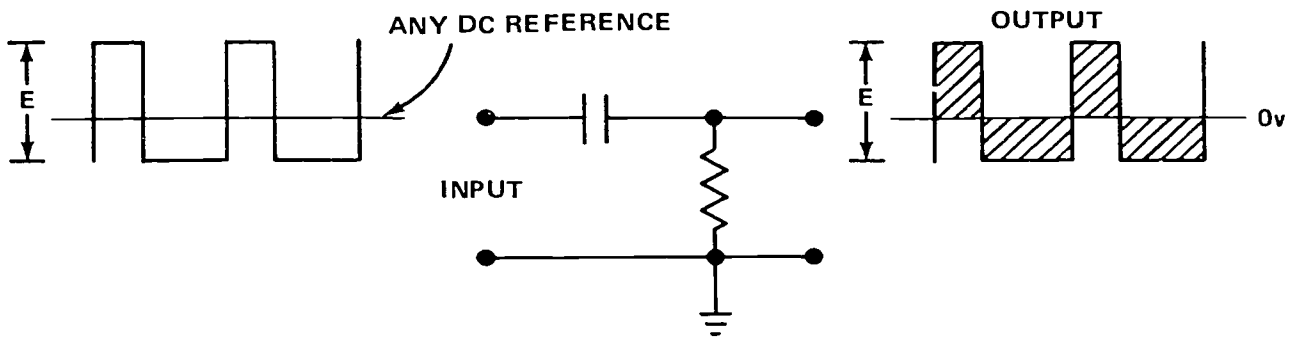 ANY DC REFERENCE
OUTPUT
E
E
0v
INPUT